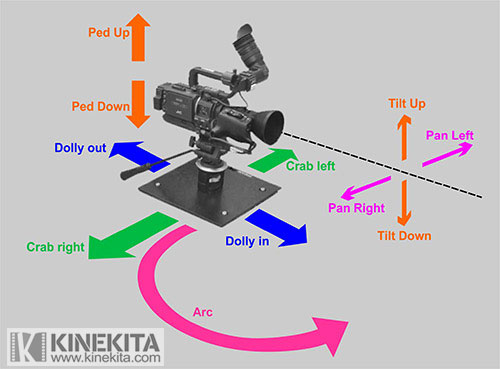 Ped Up
Ped Down
Tilt Up
Pan Left
Dolly out
Crab left
Pan Right
Tilt Down
Crab right
Dolly in
Arc
K KINEKITA
www.kinekita.com